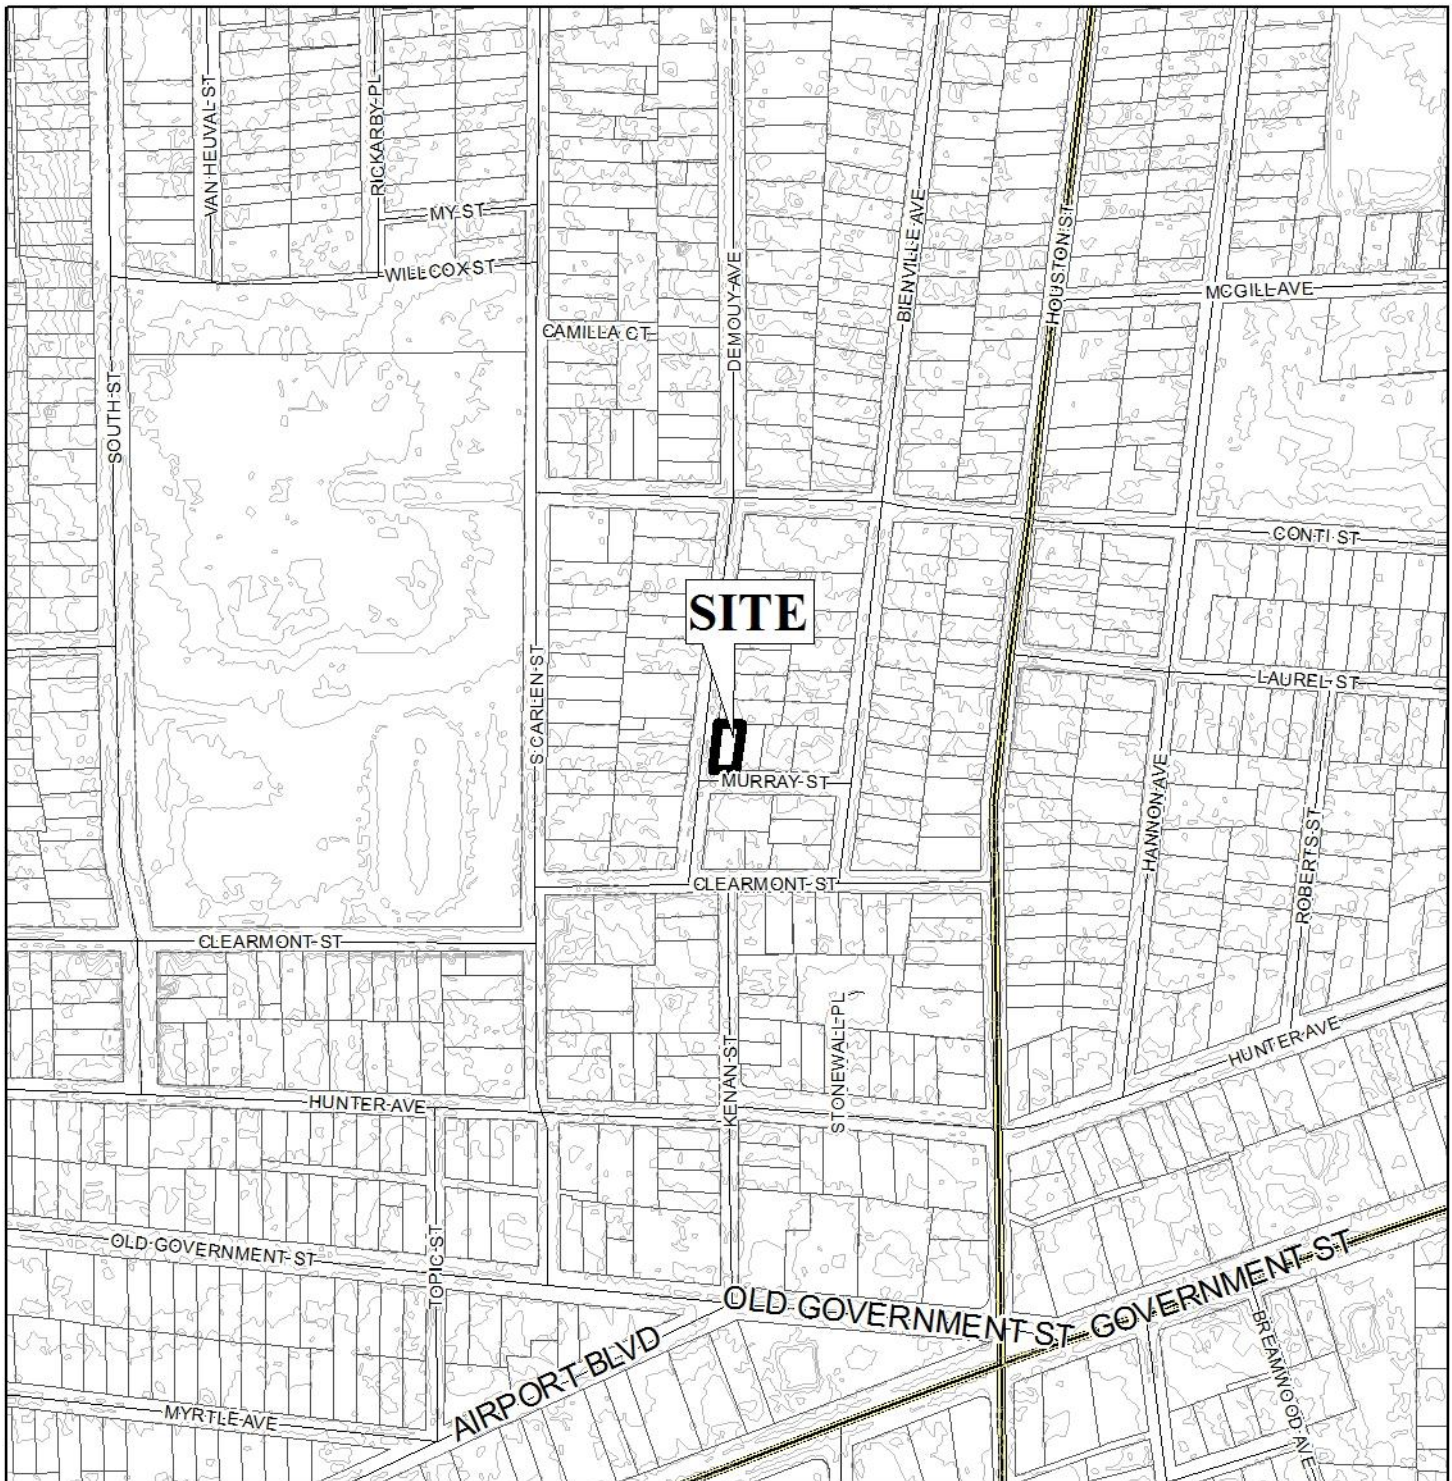 VAN HEUVAL ST
RICKARBY PL
MY ST
WILLCOX ST
CAMILLA CT
DEMOUY AVE
BIENVILLE AVE
HOUSTON ST
MCGILL AVE
SOUTH ST
CONTI ST
SITE
S CARLEN ST
LAUREL ST
MURRAY ST
HANNON AVE
ROBERTS ST
CLEARMONT ST
CLEARMONT ST
KENAN ST
STONEWALL PL
HUNTER AVE
HUNTER AVE
OLD GOVERNMENT ST
TOPIC ST
OLD GOVERNMENT ST
GOVERNMENT ST
AIRPORT BLVD
BREAMWOOD AVE
MYRTLE AVE